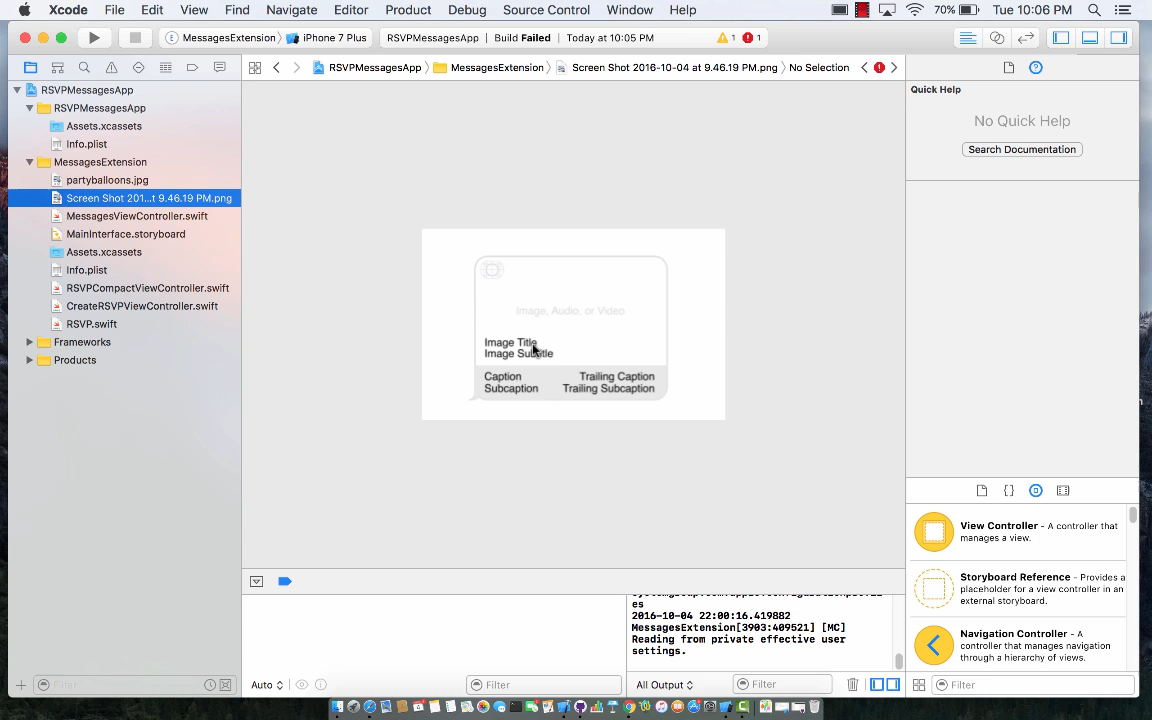 Xcode File Edit View Find Navigate Editor Product Debug Source Control Window Help 70% Tue 10:06 PM
MessagesExtension iPhone 7 Plus RSVPMessagesApp Build Failed Today at 10:05 PM 1 1
RSVPMessagesApp MessagesExtension Screen Shot 2016-10-04 at 9.46.19 PM.png No Selection
RSVPMessagesApp
RSVPMessagesApp
Assets.xcassets
Info.plist
MessagesExtension
partyballoons.jpg
Screen Shot 201...t 9.46.19 PM.png
MessagesViewController.swift
MainInterface.storyboard
Assets.xcassets
Info.plist
RSVPCompactViewController.swift
CreateRSVPViewController.swift
RSVP.swift
Frameworks
Products
Filter
Image, Audio, or Video
Image Title
Image Subtitle
Caption Trailing Caption
Subcaption Trailing Subcaption
es
2016-10-04 22:00:16.419882
MessagesExtension[3903:409521] [MC]
Reading from private effective user
settings.
Auto Filter All Output Filter
Quick Help
No Quick Help
Search Documentation
View Controller - A controller that
manages a view.
Storyboard Reference - Provides a
placeholder for a view controller in an
external storyboard.
Navigation Controller - A
controller that manages navigation
through a hierarchy of views.
Filter